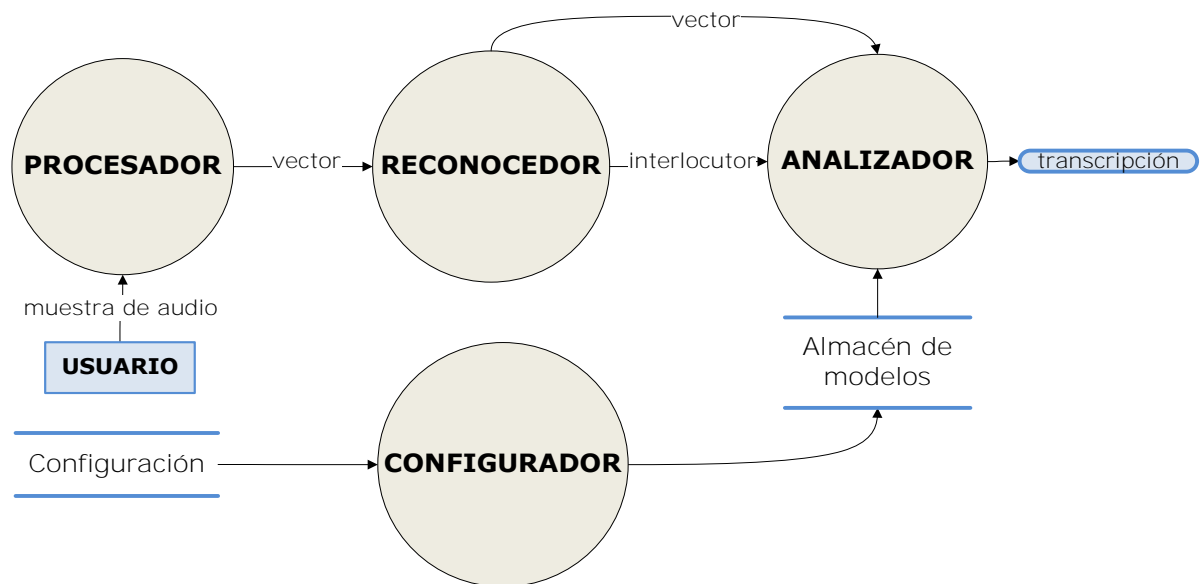 vector
PROCESADOR
vector
RECONOCEDOR
interlocutor
ANALIZADOR
transcripción
muestra de audio
USUARIO
Almacén de
modelos
Configuración
CONFIGURADOR